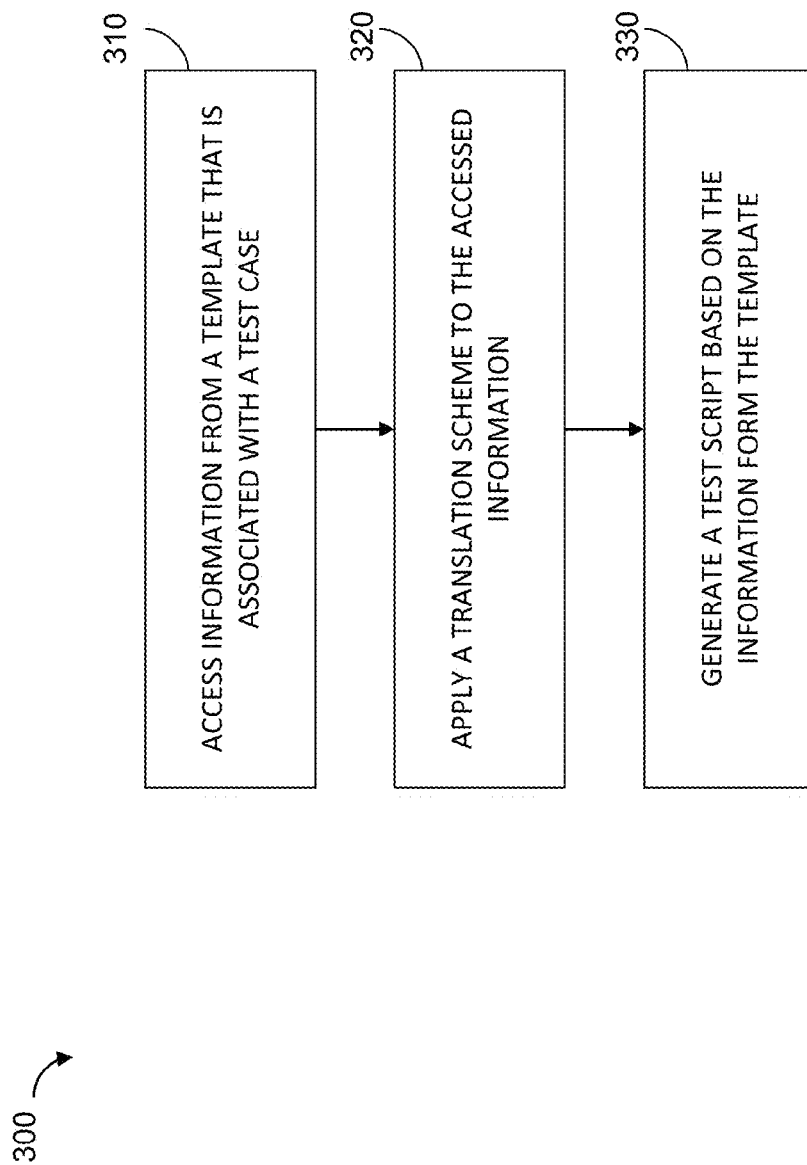 300
310
ACCESS INFORMATION FROM A TEMPLATE THAT IS
ASSOCIATED WITH A TEST CASE
320
APPLY A TRANSLATION SCHEME TO THE ACCESSED
INFORMATION
330
GENERATE A TEST SCRIPT BASED ON THE
INFORMATION FORM THE TEMPLATE